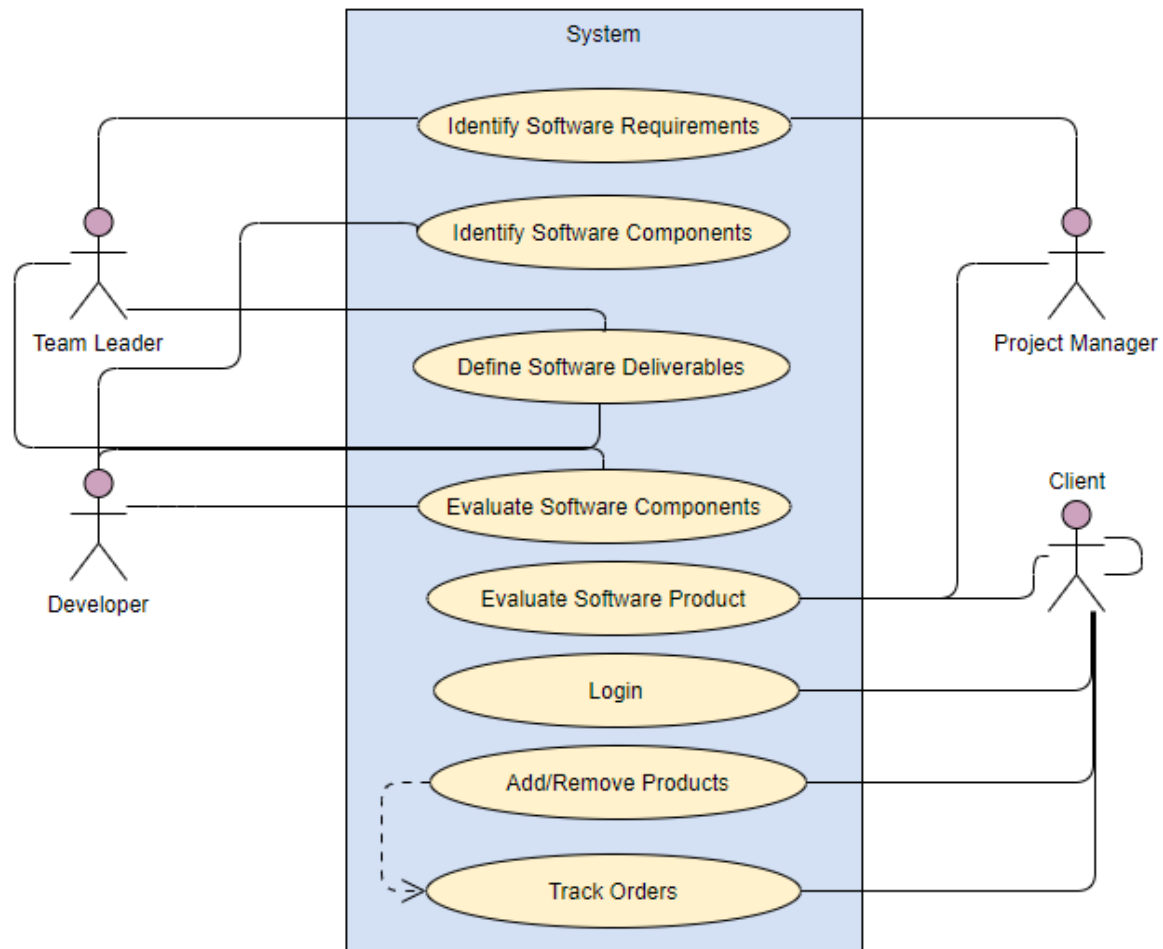 System
Identify Software Requirements
Identify Software Components
Team Leader
Project Manager
Define Software Deliverables
Client
Evaluate Software Components
Developer
Evaluate Software Product
Login
Add/Remove Products
Track Orders